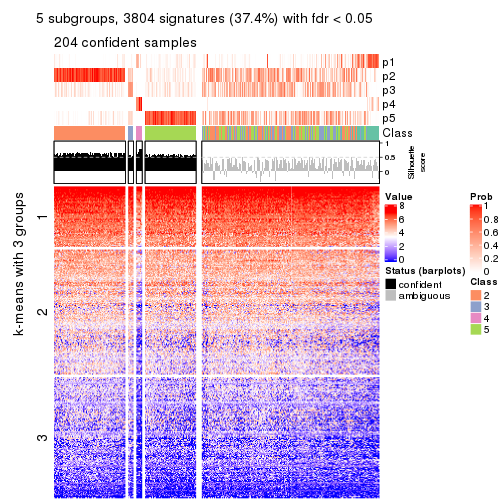 5 subgroups, 3804 signatures (37.4%) with fdr < 0.05
204 confident samples
p1
p2
p3
p4
p5
Class
1
0.5
0
Silhouette
score
k-means with 3 groups
1
2
3
Value
8
6
4
2
0
Status (barplots)
confident
ambiguous
Prob
1
0.8
0.6
0.4
0.2
0
Class
2
3
4
5